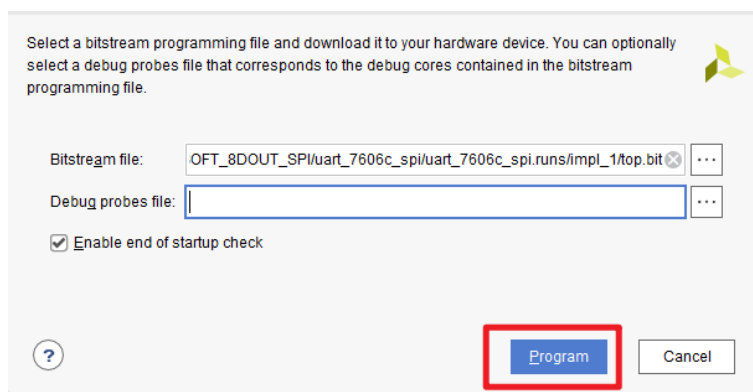 Select a bitstream programming file and download it to your hardware device. You can optionally
select a debug probes file that corresponds to the debug cores contained in the bitstream
programming file.
Bitstream file: OFT_8DOUT_SPI/uart_7606c_spi/uart_7606c_spi.runs/impl_1/top.bit ...
Debug probes file: ...
Enable end of startup check
? Program Cancel